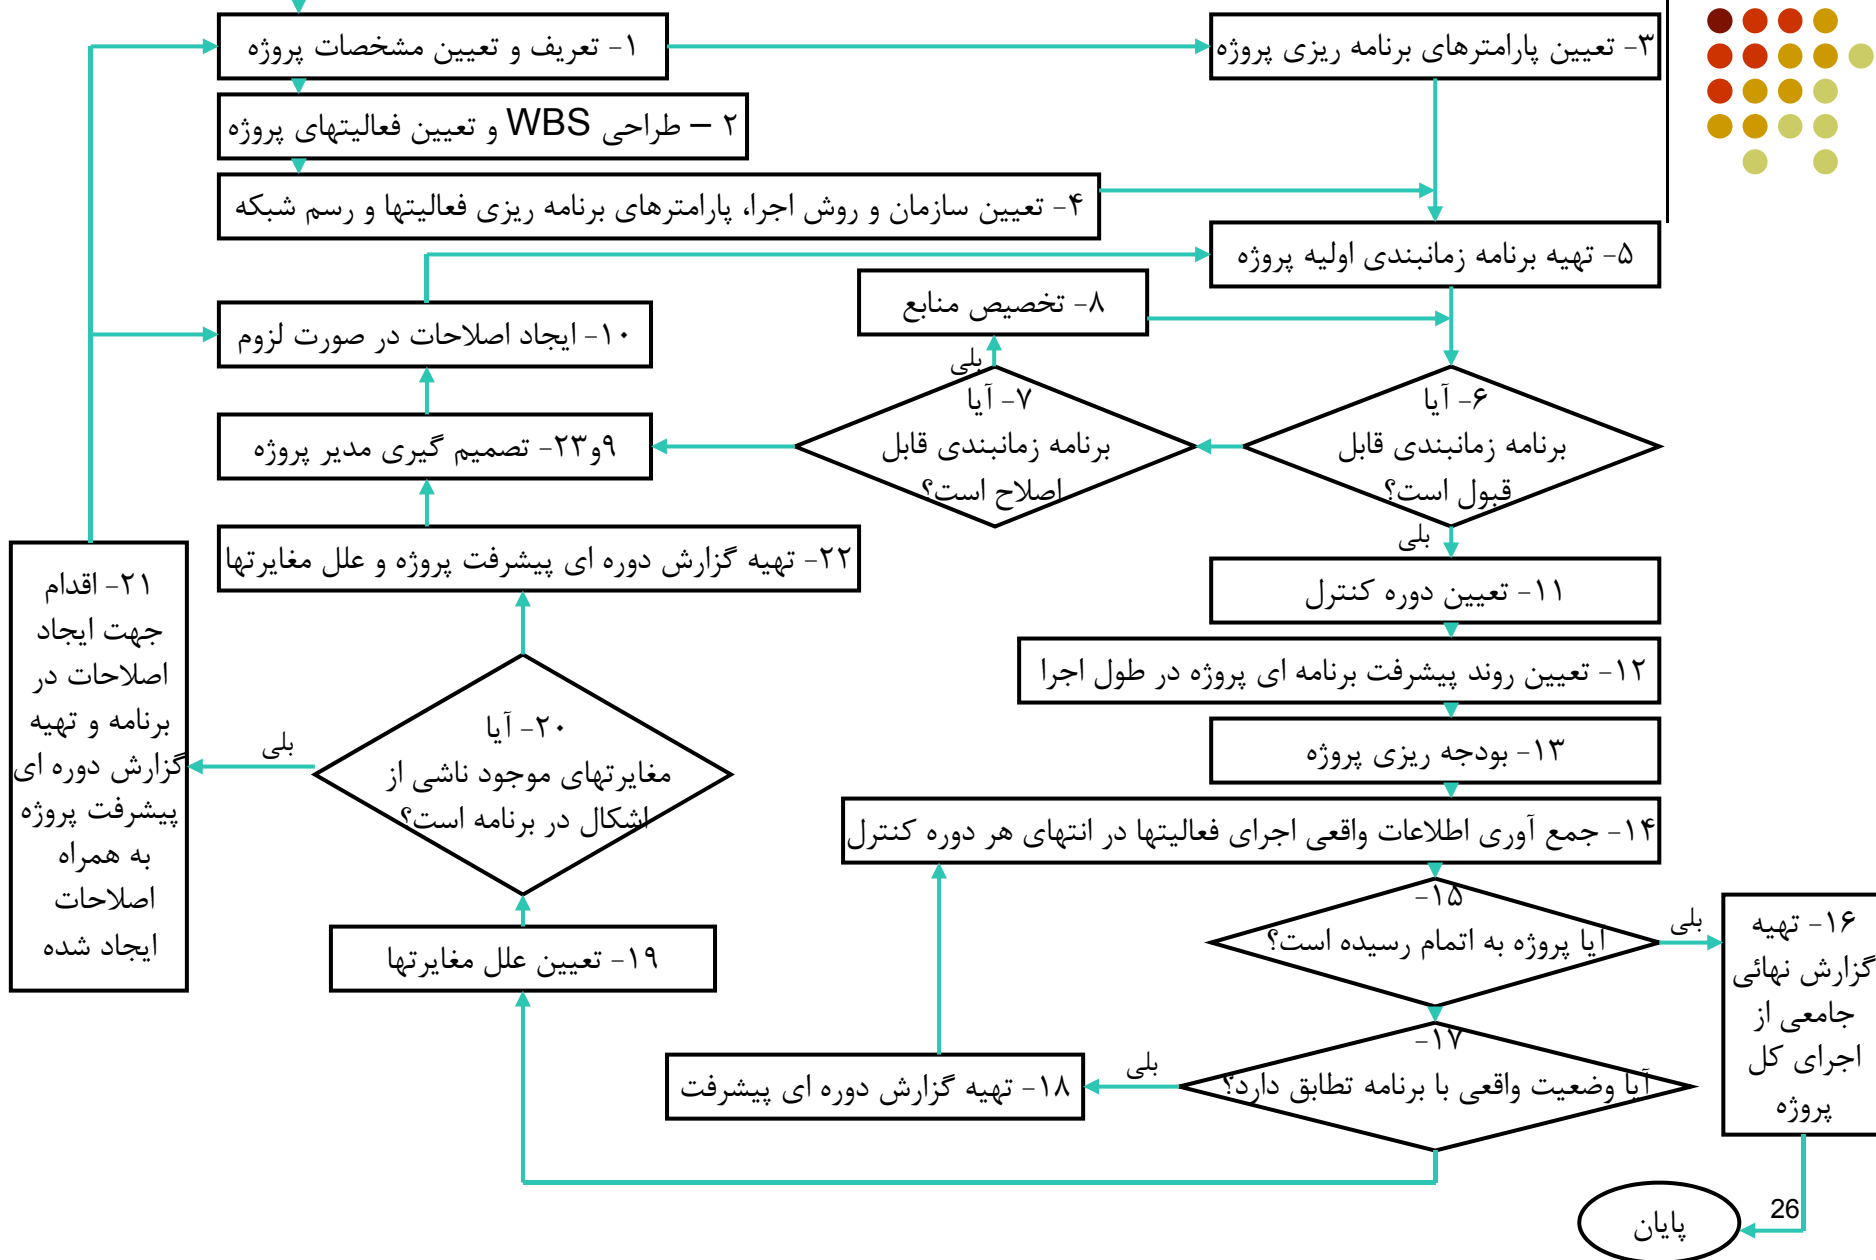 ۱- تعریف و تعیین مشخصات پروژه
۳- تعیین پارامترهای برنامه ریزی پروژه
۲ – طراحی WBS و تعیین فعالیتهای پروژه
۴- تعیین سازمان و روش اجرا، پارامترهای برنامه ریزی فعالیتها و رسم شبکه
۵- تهیه برنامه زمانبندی اولیه پروژه
۸- تخصیص منابع
۱۰- ایجاد اصلاحات در صورت لزوم
بلی
۶- آیا
برنامه زمانبندی قابل
قبول است؟
۷- آیا
برنامه زمانبندی قابل
اصلاح است؟
۹و۲۳- تصمیم گیری مدیر پروژه
بلی
۲۲- تهیه گزارش دوره ای پیشرفت پروژه و علل مغایرتها
۱۱- تعیین دوره کنترل
۲۱- اقدام
جهت ایجاد
اصلاحات در
برنامه و تهیه
گزارش دوره ای
پیشرفت پروژه
به همراه
اصلاحات
ایجاد شده
۱۲- تعیین روند پیشرفت برنامه ای پروژه در طول اجرا
۲۰- آیا
مغایرتهای موجود ناشی از
اشکال در برنامه است؟
بلی
۱۳- بودجه ریزی پروژه
۱۴- جمع آوری اطلاعات واقعی اجرای فعالیتها در انتهای هر دوره کنترل
۱۵-
آیا پروژه به اتمام رسیده است؟
بلی
۱۶- تهیه
گزارش نهائی
جامعی از
اجرای کل
پروژه
۱۹- تعیین علل مغایرتها
۱۷-
آیا وضعیت واقعی با برنامه تطابق دارد؟
بلی
۱۸- تهیه گزارش دوره ای پیشرفت
پایان
26